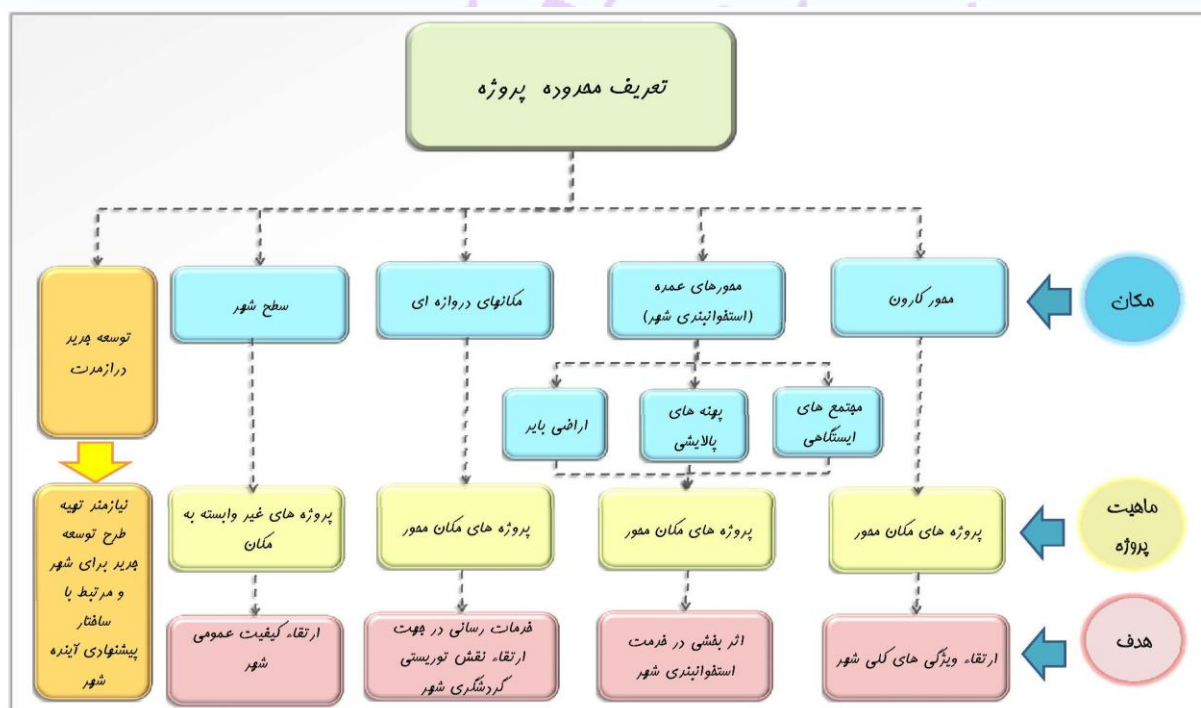 تعریف محدوده پروژه
مکان
محور کارون
محورهای عمده
(استخوانبندی شهر)
مکانهای دروازه ای
سطح شهر
توسعه جدید
درازمدت
مجتمع های
ایستگاهی
پهنه های
پالایشی
اراضی بایر
ماهیت
پروژه
پروژه های مکان محور
پروژه های مکان محور
پروژه های مکان محور
پروژه های غیر وابسته به
مکان
نیازمند تهیه
طرح توسعه
جدید برای شهر
و مرتبط با
ساختار
پیشنهادی آینده
شهر
هدف
ارتقاء ویژگی های کلی شهر
اثر بخشی در خدمت
استخوانبندی شهر
خدمات رسانی در جهت
ارتقاء نقش توریستی
گردشگری شهر
ارتقاء کیفیت عمومی
شهر